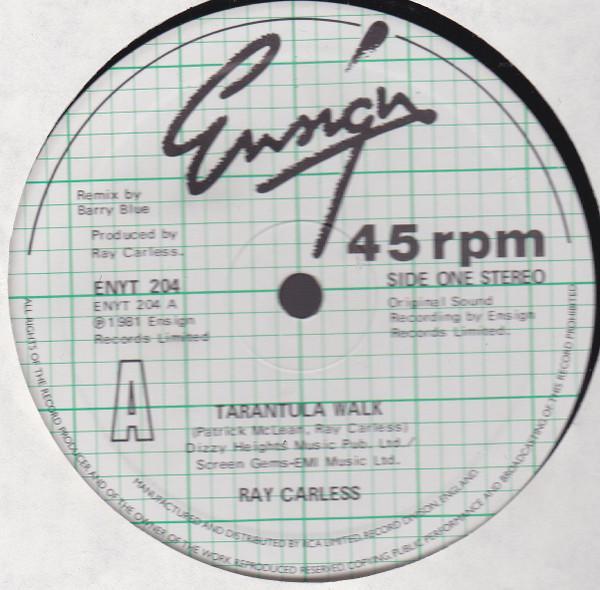 Ensign
Remix by
Barry Blue
Produced by
Ray Carless.
45 rpm
ENYT 204
ENYT 204 A
℗1981 Ensign
Records Limited
SIDE ONE STEREO
Original Sound
Recording by Ensign
Records Limited.
A
TARANTULA WALK
(Patrick McLean, Ray Carless)
Dizzy Heights Music Pub. Ltd./
Screen Gems-EMI Music Ltd.
RAY CARLESS
MANUFACTURED AND DISTRIBUTED BY RCA LIMITED, RECORD DIVISION. ENGLAND
ALL RIGHTS OF THE RECORD PRODUCER AND OF THE OWNER OF THE WORK REPRODUCED RESERVED. COPYING, PUBLIC PERFORMANCE AND BROADCASTING OF THIS RECORD PROHIBITED